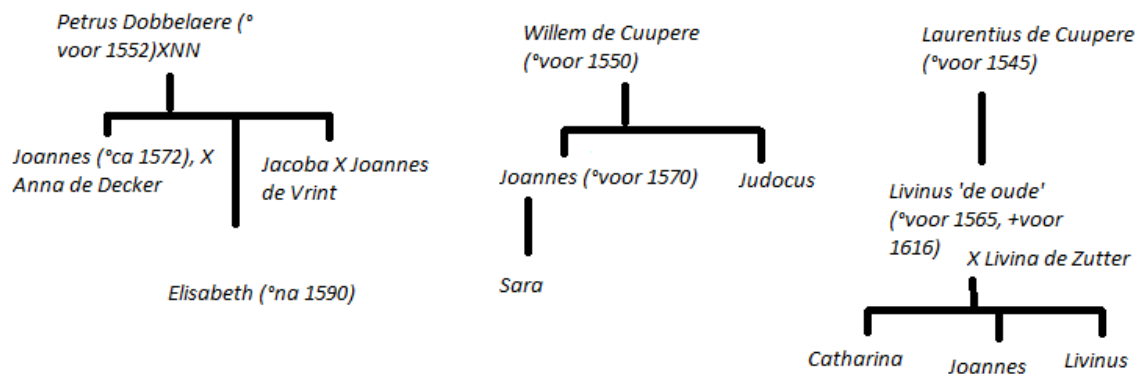 Petrus Dobbelaere (°
voor 1552)XNN
Willem de Cuupere
(°voor 1550)
Laurentius de Cuupere
(°voor 1545)
Joannes (°ca 1572), X
Anna de Decker
Jacoba X Joannes
de Vrint
Elisabeth (°na 1590)
Joannes (°voor 1570)
Judocus
Sara
Livinus 'de oude'
(°voor 1565, +voor
1616)
X Livina de Zutter
Catharina
Joannes
Livinus